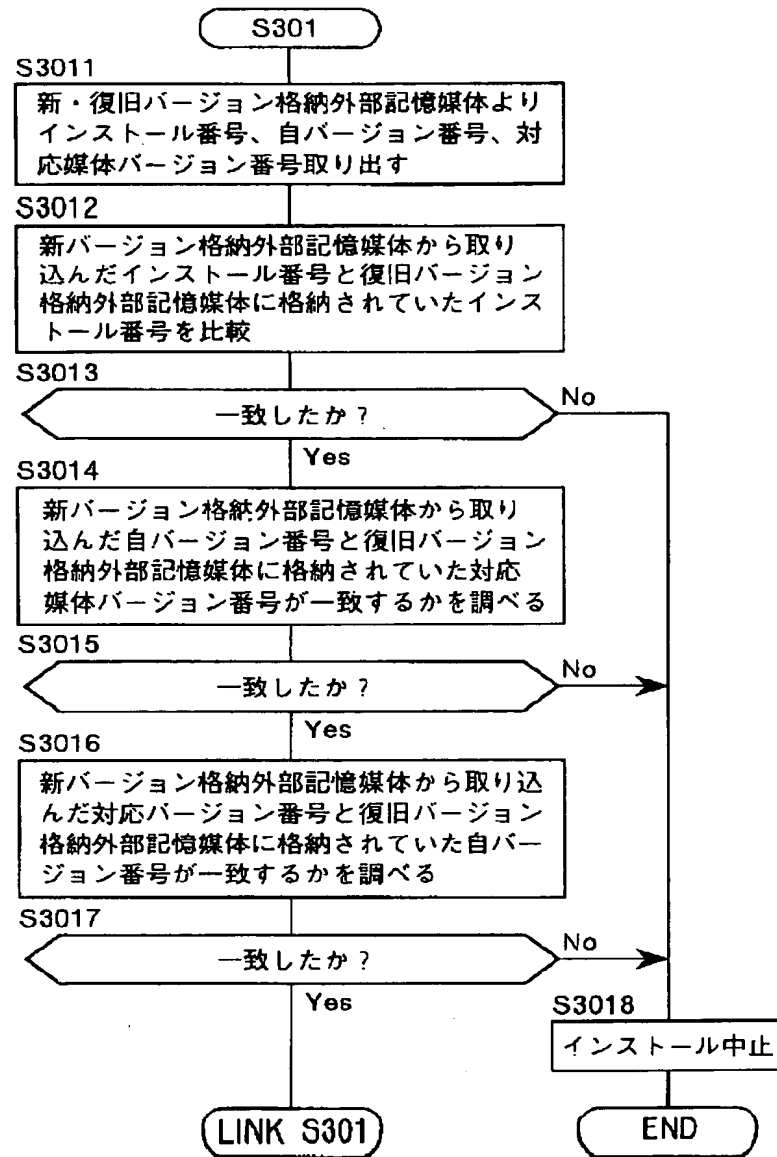 S301
S3011
新・復旧バージョン格納外部記憶媒体より
インストール番号、自バージョン番号、対
応媒体バージョン番号取り出す
S3012
新バージョン格納外部記憶媒体から取り
込んだインストール番号と復旧バージョン
格納外部記憶媒体に格納されていたインス
トール番号を比較
S3013
一致したか?
No
Yes
S3014
新バージョン格納外部記憶媒体から取り
込んだ自バージョン番号と復旧バージョン
格納外部記憶媒体に格納されていた対応
媒体バージョン番号が一致するかを調べる
S3015
一致したか?
No
Yes
S3016
新バージョン格納外部記憶媒体から取り込
んだ対応バージョン番号と復旧バージョン
格納外部記憶媒体に格納されていた自バー
ジョン番号が一致するかを調べる
S3017
一致したか?
No
Yes
S3018
インストール中止
LINK S301
END